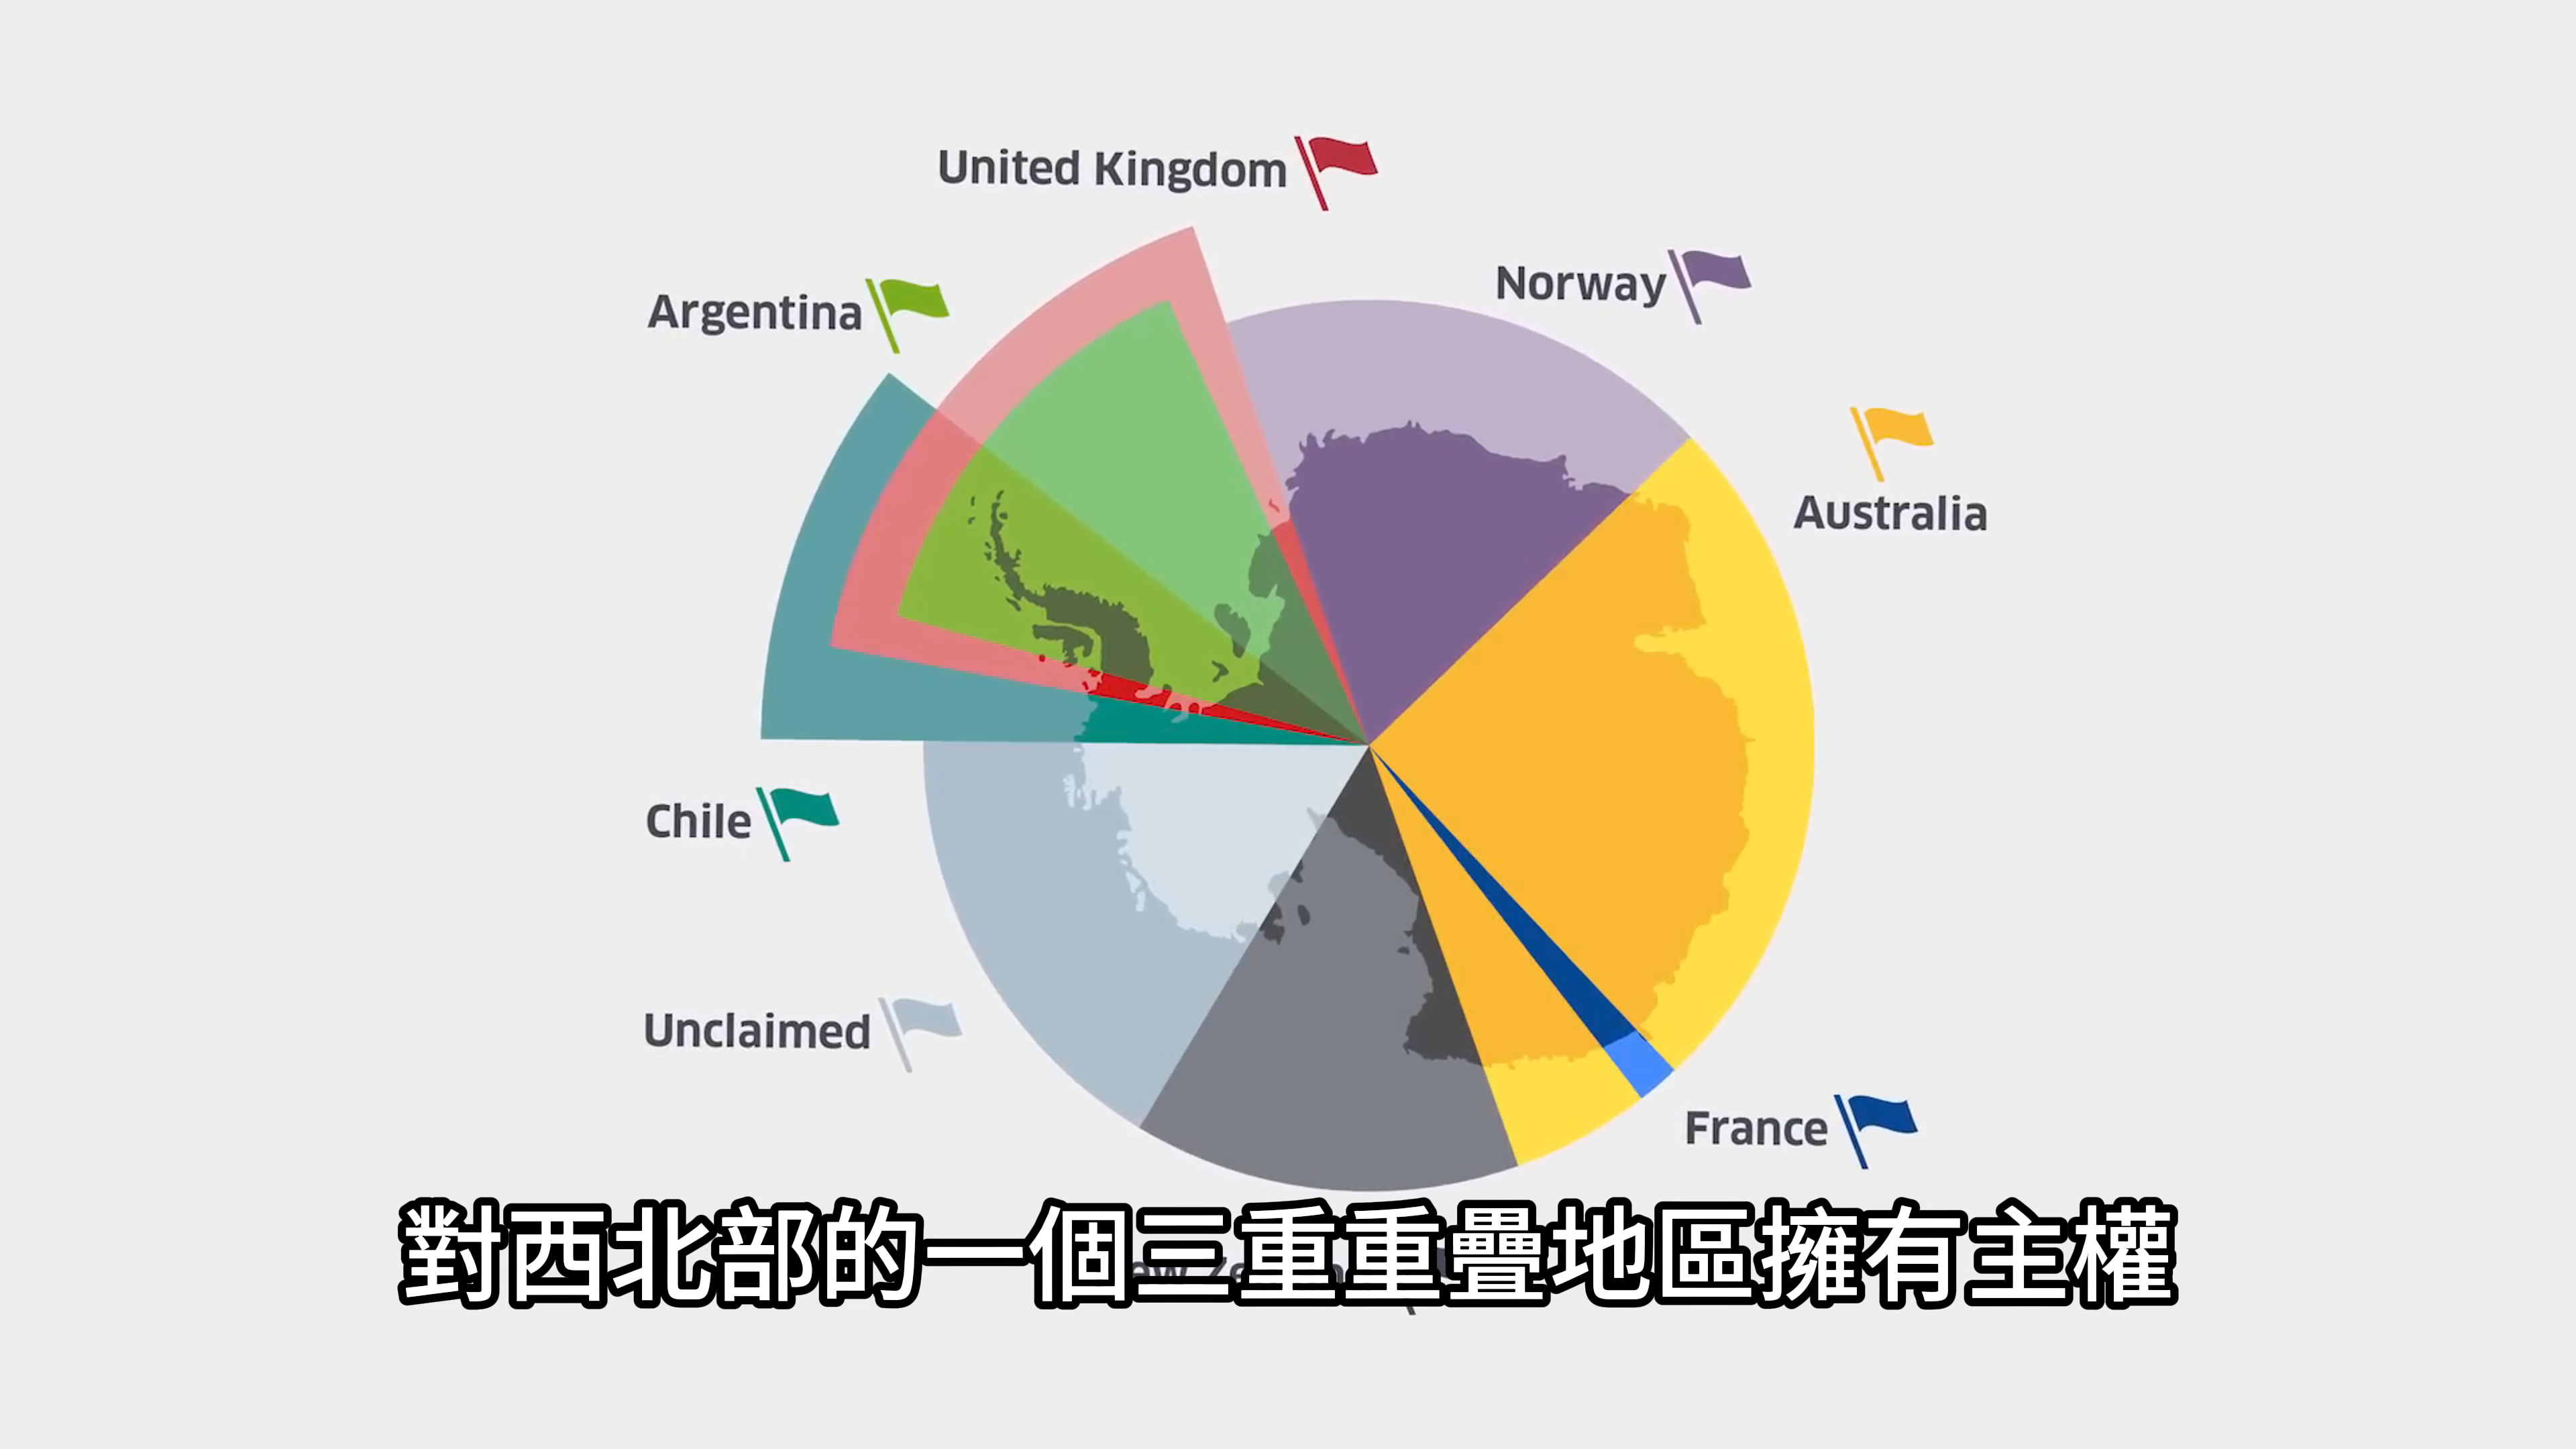 United Kingdom
Norway
Argentina
Australia
Chile
Unclaimed
France
對西北部的一個三重重疊地區擁有主權